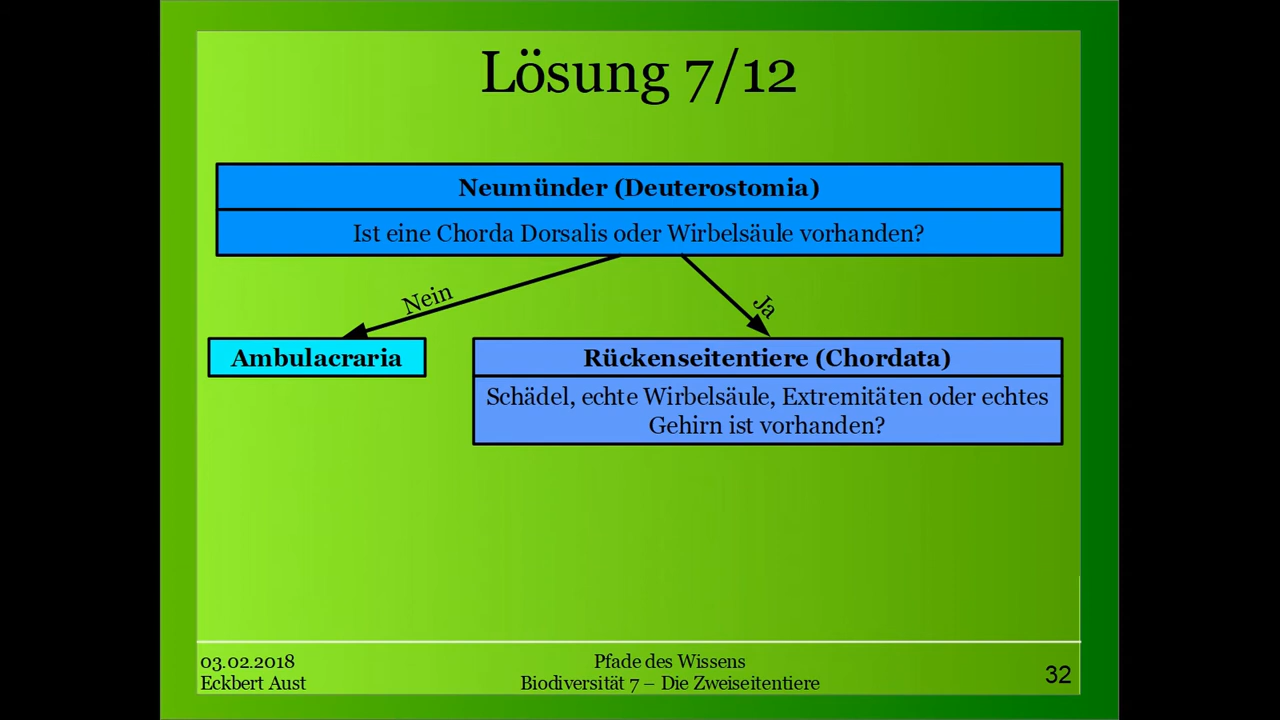 Lösung 7/12
Neumünder (Deuterostomia)
Ist eine Chorda Dorsalis oder Wirbelsäule vorhanden?
Nein
Ja
Ambulacraria
Rückenseitentiere (Chordata)
Schädel, echte Wirbelsäule, Extremitäten oder echtes
Gehirn ist vorhanden?
03.02.2018
Eckbert Aust
Pfade des Wissens
Biodiversität 7 – Die Zweiseitentiere
32